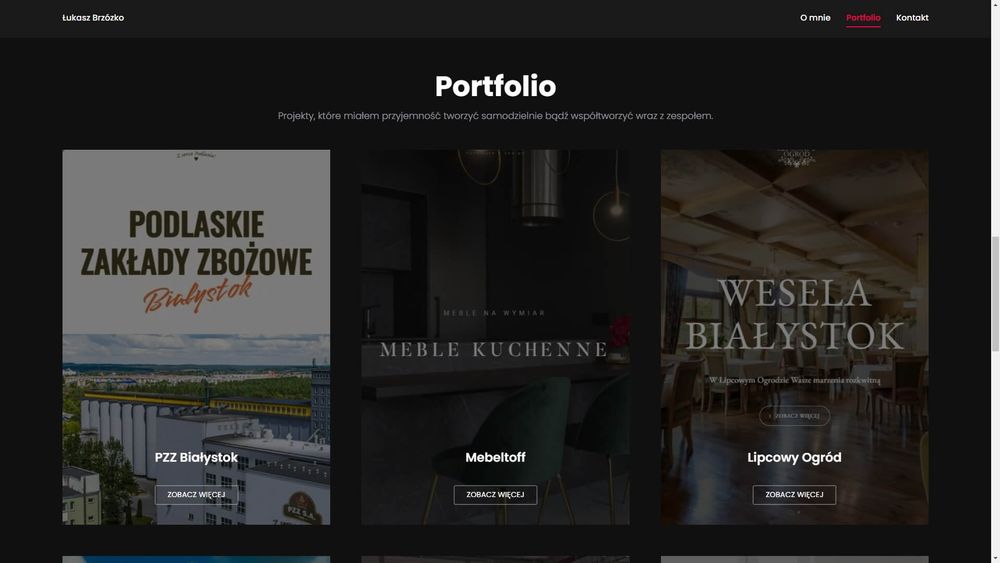 Łukasz Brzózko
O mnie
Portfolio
Kontakt
Portfolio
Projekty, które miałem przyjemność tworzyć samodzielnie bądź współtworzyć wraz z zespołem.
PODLASKIE
ZAKŁADY ZBOŻOWE
Białystok
PZZ S.A.
PZZ Białystok
ZOBACZ WIĘCEJ
MEBLE NA WYMIAR
MEBLE KUCHENNE
Mebeltoff
ZOBACZ WIĘCEJ
OGRÓD
WESELA
BIAŁYSTOK
W Lipcowym Ogrodzie Wasze marzenia rozkwitną
ZOBACZ WIĘCEJ
Lipcowy Ogród
ZOBACZ WIĘCEJ